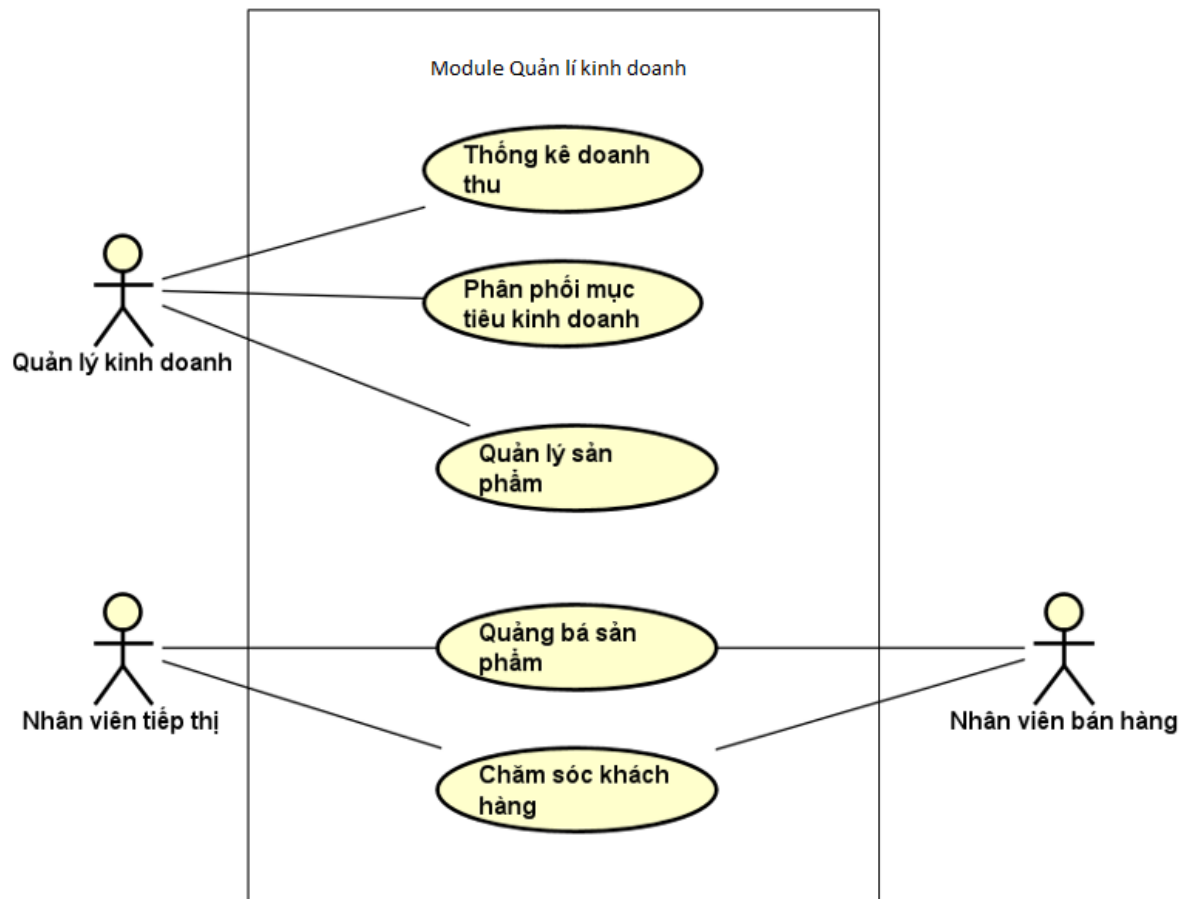 Module Quản lí kinh doanh
Thống kê doanh
thu
Phân phối mục
tiêu kinh doanh
Quản lý kinh doanh
Quản lý sản
phẩm
Quảng bá sản
phẩm
Nhân viên tiếp thị
Nhân viên bán hàng
Chăm sóc khách
hàng